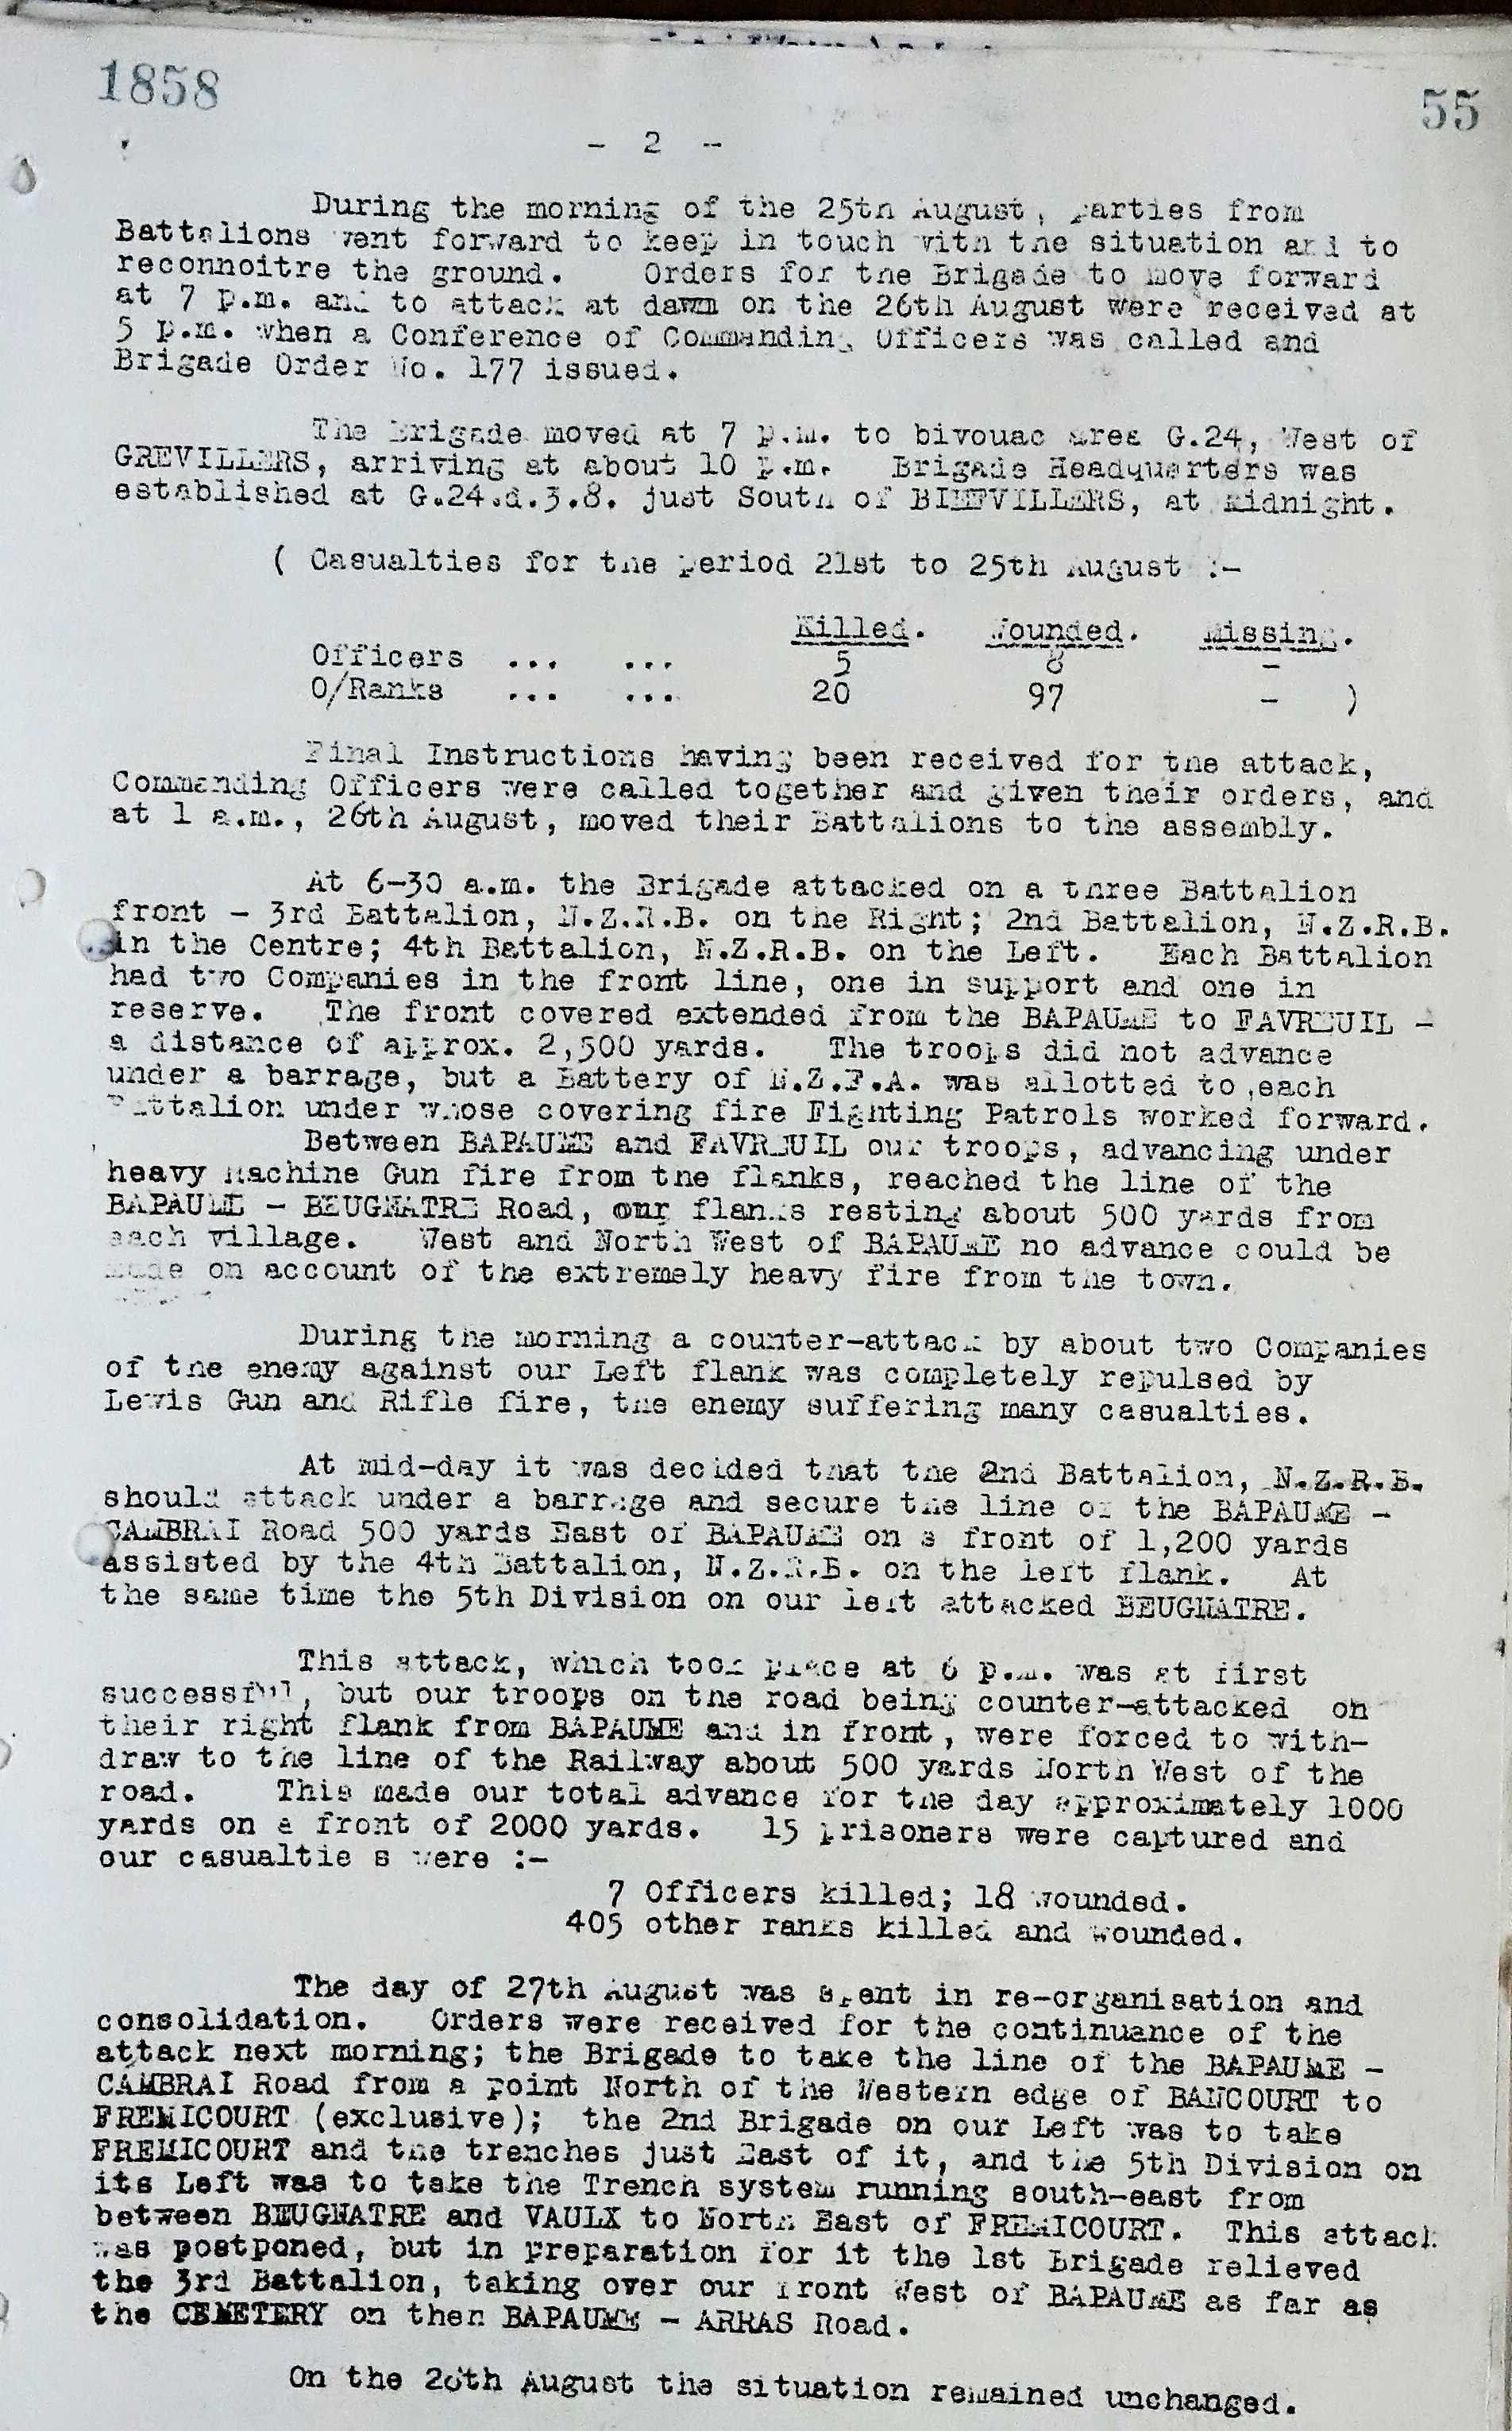 1858
55
- 2 -
During the morning of the 25th August, parties from
Battalions went forward to keep in touch with the situation and to
reconnoitre the ground. Orders for the Brigade to move forward
at 7 p.m. and to attack at dawn on the 26th August were received at
5 p.m. when a Conference of Commanding Officers was called and
Brigade Order No. 177 issued.
The Brigade moved at 7 p.m. to bivouac area G.24, West of
GREVILLERS, arriving at about 10 p.m. Brigade Headquarters was
established at G.24.d.3.8. just South of BIEFVILLERS, at midnight.
( Casualties for the period 21st to 25th August :-
Killed. Wounded. Missing.
Officers ... ... 5 8 -
O/Ranks ... ... 20 97 - )
Final Instructions having been received for the attack,
Commanding Officers were called together and given their orders, and
at 1 a.m., 26th August, moved their Battalions to the assembly.
At 6-30 a.m. the Brigade attacked on a three Battalion
front - 3rd Battalion, N.Z.R.B. on the Right; 2nd Battalion, N.Z.R.B.
in the Centre; 4th Battalion, N.Z.R.B. on the Left. Each Battalion
had two Companies in the front line, one in support and one in
reserve. The front covered extended from the BAPAUME to FAVREUIL -
a distance of approx. 2,500 yards. The troops did not advance
under a barrage, but a Battery of N.Z.F.A. was allotted to each
Battalion under whose covering fire Fighting Patrols worked forward.
Between BAPAUME and FAVREUIL our troops, advancing under
heavy Machine Gun fire from the flanks, reached the line of the
BAPAUME - BEUGNATRE Road, our flanks resting about 500 yards from
each village. West and North West of BAPAUME no advance could be
made on account of the extremely heavy fire from the town.
During the morning a counter-attack by about two Companies
of the enemy against our Left flank was completely repulsed by
Lewis Gun and Rifle fire, the enemy suffering many casualties.
At mid-day it was decided that the 2nd Battalion, N.Z.R.B.
should attack under a barrage and secure the line of the BAPAUME -
CAMBRAI Road 500 yards East of BAPAUME on a front of 1,200 yards
assisted by the 4th Battalion, N.Z.R.B. on the left flank. At
the same time the 5th Division on our left attacked BEUGNATRE.
This attack, which took place at 6 p.m. was at first
successful, but our troops on the road being counter-attacked on
their right flank from BAPAUME and in front, were forced to with-
draw to the line of the Railway about 500 yards North West of the
road. This made our total advance for the day approximately 1000
yards on a front of 2000 yards. 15 prisoners were captured and
our casualtie s were :-
7 Officers killed; 18 wounded.
405 other ranks killed and wounded.
The day of 27th August was spent in re-organisation and
consolidation. Orders were received for the continuance of the
attack next morning; the Brigade to take the line of the BAPAUME -
CAMBRAI Road from a point North of the Western edge of BANCOURT to
FREMICOURT (exclusive); the 2nd Brigade on our Left was to take
FREMICOURT and the trenches just East of it, and the 5th Division on
its Left was to take the Trench system running south-east from
between BEUGNATRE and VAULX to North East of FREMICOURT. This attack
was postponed, but in preparation for it the 1st Brigade relieved
the 3rd Battalion, taking over our front West of BAPAUME as far as
the CEMETERY on then BAPAUME - ARRAS Road.
On the 28th August the situation remained unchanged.